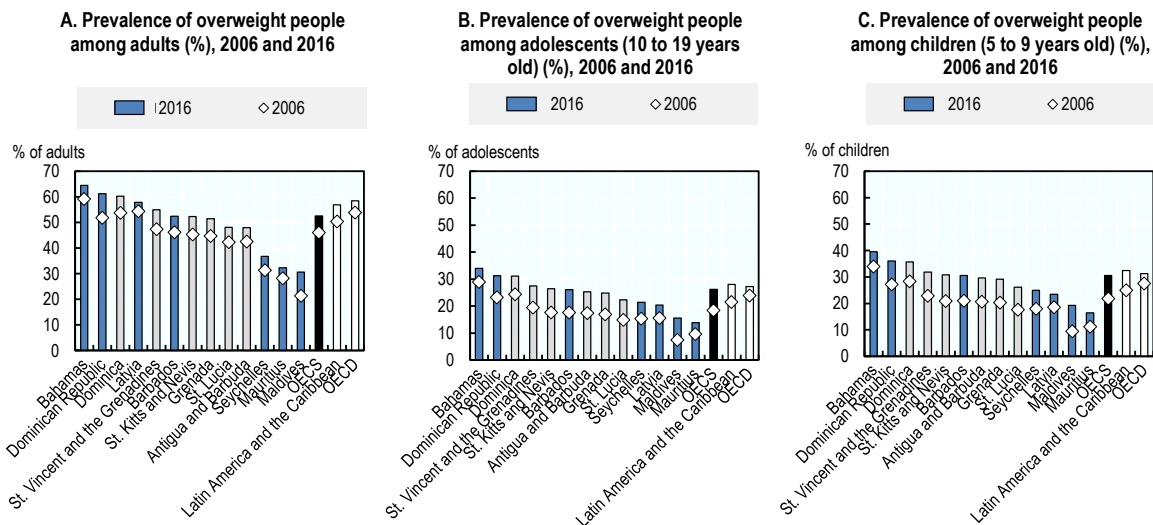 A. Prevalence of overweight people
among adults (%), 2006 and 2016
2016
2006
% of adults
70
60
50
40
30
20
10
0
Bahamas
Dominican Republic
Dominica
Latvia
St. Vincent and the Grenadines
Barbados
St. Kitts and Nevis
Grenada
St. Lucia
Antigua and Barbuda
Seychelles
Mauritius
Maldives
OECS
Latin America and the Caribbean
OECD
B. Prevalence of overweight people
among adolescents (10 to 19 years
old) (%), 2006 and 2016
2016
2006
% of adolescents
70
60
50
40
30
20
10
0
Bahamas
Dominican Republic
Dominica
St. Vincent and the Grenadines
St. Kitts and Nevis
Barbados
Antigua and Barbuda
Grenada
St. Lucia
Seychelles
Latvia
Maldives
Mauritius
OECS
Latin America and the Caribbean
OECD
C. Prevalence of overweight people
among children (5 to 9 years old) (%),
2006 and 2016
2016
2006
% of children
70
60
50
40
30
20
10
0
Bahamas
Dominican Republic
Dominica
St. Vincent and the Grenadines
St. Kitts and Nevis
Barbados
Antigua and Barbuda
Grenada
St. Lucia
Seychelles
Latvia
Maldives
Mauritius
OECS
Latin America and the Caribbean
OECD